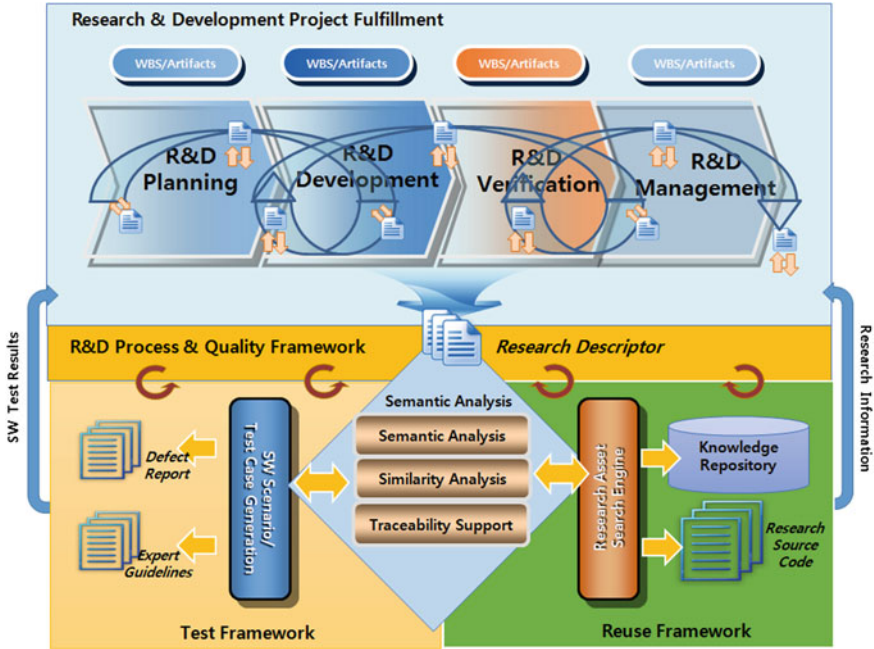 Research & Development Project Fulfillment
WBS/Artifacts
WBS/Artifacts
WBS/Artifacts
WBS/Artifacts
R&D
Planning
R&D
Development
R&D
Verification
R&D
Management
SW Test Results
Research
Information
R&D Process & Quality Framework
Research Descriptor
Semantic Analysis
Semantic Analysis
Similarity Analysis
Traceability Support
Defect
Report
Expert
Guidelines
SW Scenario/
Test Case Generation
Research Asset
Search Engine
Knowledge
Repository
Research
Source
Code
Test Framework
Reuse Framework